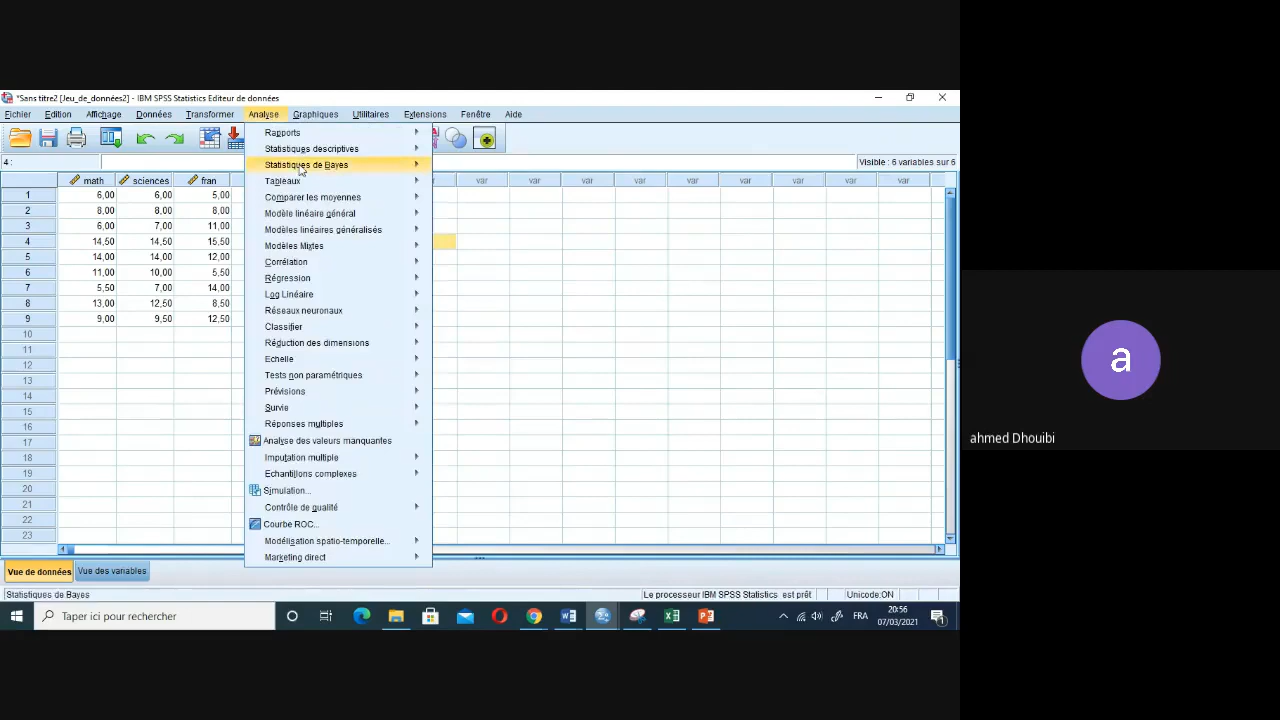 *Sans titre2 [Jeu_de_données2] - IBM SPSS Statistics Editeur de données
Fichier Edition Affichage Données Transformer Analyse Graphiques Utilitaires Extensions Fenêtre Aide
4 : Visible : 6 variables sur 6
math sciences fran var var var var var var var var var
1 6,00 6,00 5,00
2 8,00 8,00 8,00
3 6,00 7,00 11,00
4 14,50 14,50 15,50
5 14,00 14,00 12,00
6 11,00 10,00 5,50
7 5,50 7,00 14,00
8 13,00 12,50 8,50
9 9,00 9,50 12,50
10
11
12
13
14
15
16
17
18
19
20
21
22
23
Rapports
Statistiques descriptives
Statistiques de Bayes
Tableaux
Comparer les moyennes
Modèle linéaire général
Modèles linéaires généralisés
Modèles Mixtes
Corrélation
Régression
Log Linéaire
Réseaux neuronaux
Classifier
Réduction des dimensions
Echelle
Tests non paramétriques
Prévisions
Survie
Réponses multiples
Analyse des valeurs manquantes
Imputation multiple
Echantillons complexes
Simulation...
Contrôle de qualité
Courbe ROC...
Modélisation spatio-temporelle...
Marketing direct
Vue de données Vue des variables
Statistiques de Bayes Le processeur IBM SPSS Statistics est prêt Unicode:ON
Taper ici pour rechercher
FRA
20:56
07/03/2021
1
a
ahmed Dhouibi